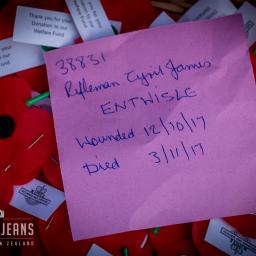 Thank you for your
Donation to our
Welfare Fund
38831
Rifleman Cyril James
ENTWISLE
Wounded 12/10/17
Died 3/11/17
JEANS
ZEALAND